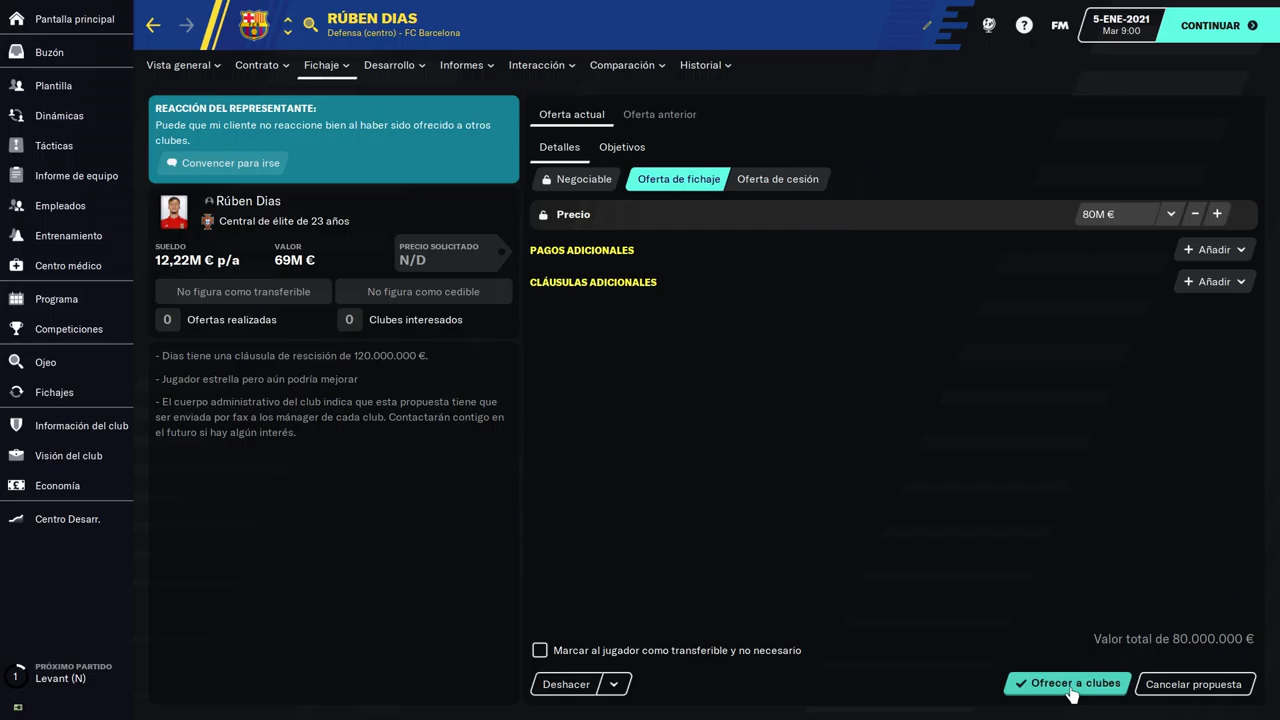 Pantalla principal
RÚBEN DIAS
Defensa (centro) - FC Barcelona
FM
5-ENE-2021
Mar 9:00
CONTINUAR
Buzón
Plantilla
Dinámicas
Tácticas
Informe de equipo
Empleados
Entrenamiento
Centro médico
Programa
Competiciones
Ojeo
Fichajes
Información del club
Visión del club
Economía
Centro Desarr.
1
PRÓXIMO PARTIDO
Levant (N)
Vista general
Contrato
Fichaje
Desarrollo
Informes
Interacción
Comparación
Historial
REACCIÓN DEL REPRESENTANTE:
Puede que mi cliente no reaccione bien al haber sido ofrecido a otros
clubes.
Convencer para irse
Rúben Dias
Central de élite de 23 años
SUELDO
12,22M € p/a
VALOR
69M €
PRECIO SOLICITADO
N/D
No figura como transferible
No figura como cedible
0 Ofertas realizadas
0 Clubes interesados
- Dias tiene una cláusula de rescisión de 120.000.000 €.
- Jugador estrella pero aún podría mejorar
- El cuerpo administrativo del club indica que esta propuesta tiene que
ser enviada por fax a los mánager de cada club. Contactarán contigo en
el futuro si hay algún interés.
Oferta actual
Oferta anterior
Detalles
Objetivos
Negociable
Oferta de fichaje
Oferta de cesión
Precio
80M €
PAGOS ADICIONALES
Añadir
CLÁUSULAS ADICIONALES
Añadir
Valor total de 80.000.000 €
Marcar al jugador como transferible y no necesario
Deshacer
Ofrecer a clubes
Cancelar propuesta